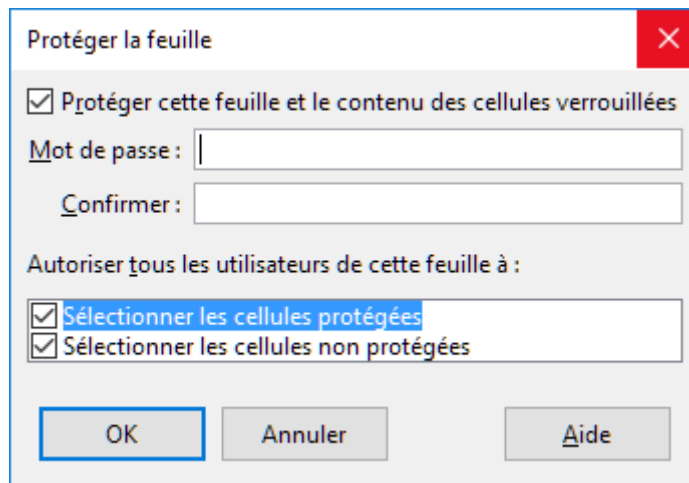 Protéger la feuille
Protéger cette feuille et le contenu des cellules verrouillées
Mot de passe :
Confirmer :
Autoriser tous les utilisateurs de cette feuille à :
Sélectionner les cellules protégées
Sélectionner les cellules non protégées
OK Annuler Aide